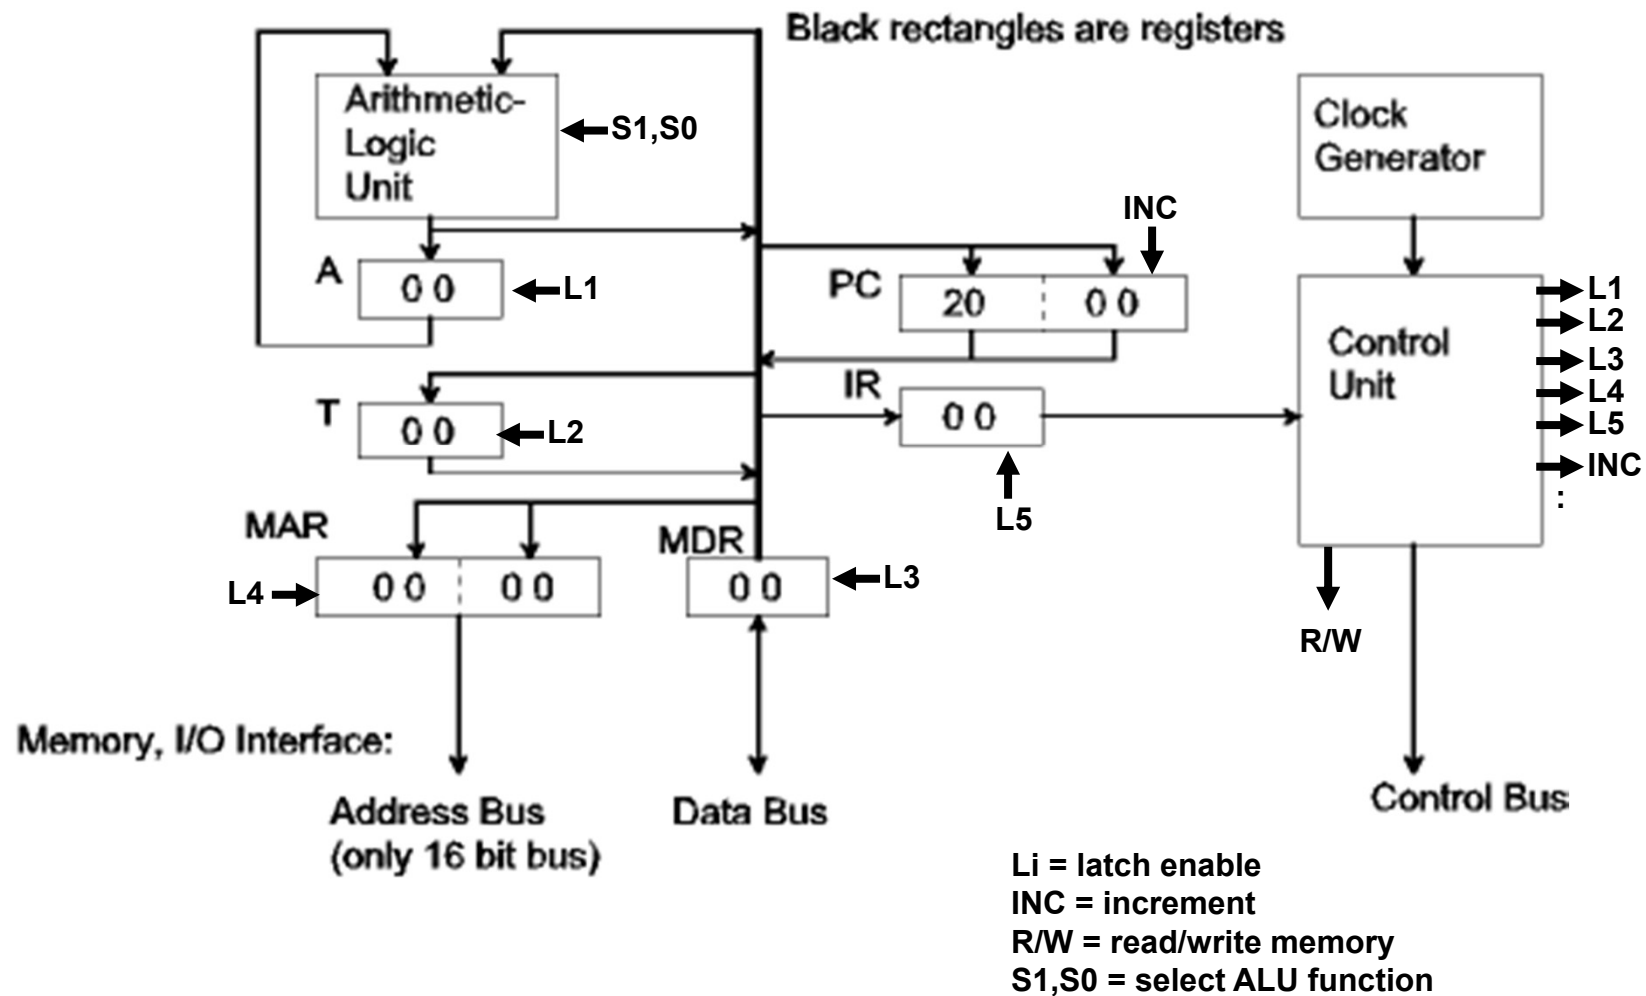 Black rectangles are registers
Arithmetic-
Logic
Unit
S1,S0
Clock
Generator
INC
A
0 0
L1
PC
20
0 0
Control
Unit
L1
L2
L3
L4
L5
INC
:
T
0 0
L2
IR
0 0
L5
MAR
0 0
0 0
L4
MDR
0 0
L3
R/W
Memory, I/O Interface:
Address Bus
(only 16 bit bus)
Data Bus
Control Bus
Li = latch enable
INC = increment
R/W = read/write memory
S1,S0 = select ALU function